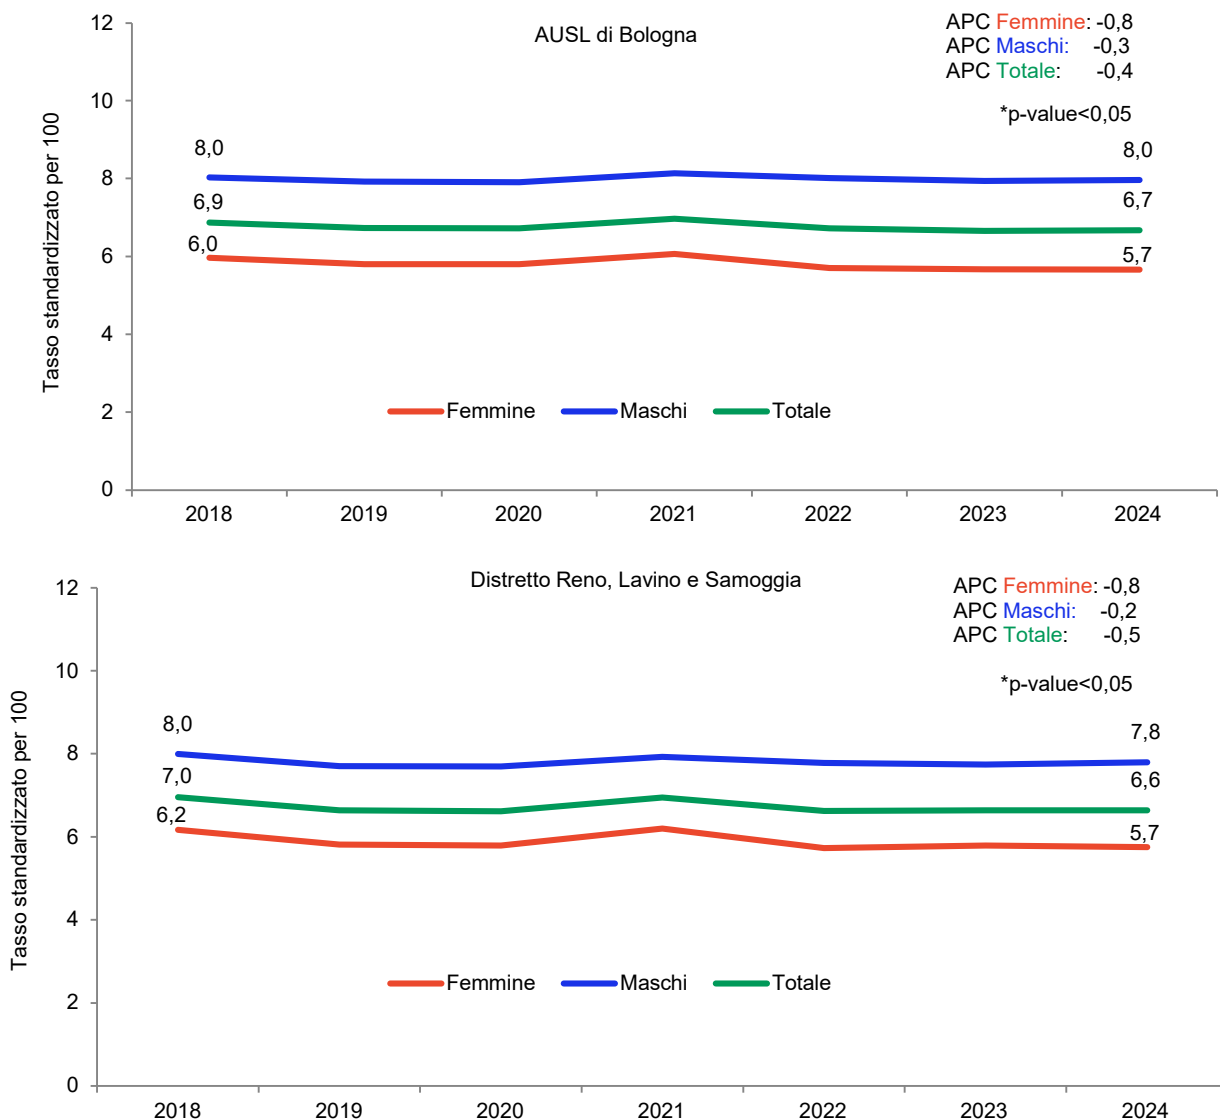 AUSL di Bologna
APC Femmine: -0,8
APC Maschi: -0,3
APC Totale: -0,4
*p-value<0,05
Tasso standardizzato per 100
12
10
8
6
4
2
0
8,0
6,9
6,0
8,0
6,7
5,7
Femmine Maschi Totale
2018 2019 2020 2021 2022 2023 2024
Distretto Reno, Lavino e Samoggia
APC Femmine: -0,8
APC Maschi: -0,2
APC Totale: -0,5
*p-value<0,05
Tasso standardizzato per 100
12
10
8
6
4
2
0
8,0
7,0
6,2
7,8
6,6
5,7
Femmine Maschi Totale
2018 2019 2020 2021 2022 2023 2024